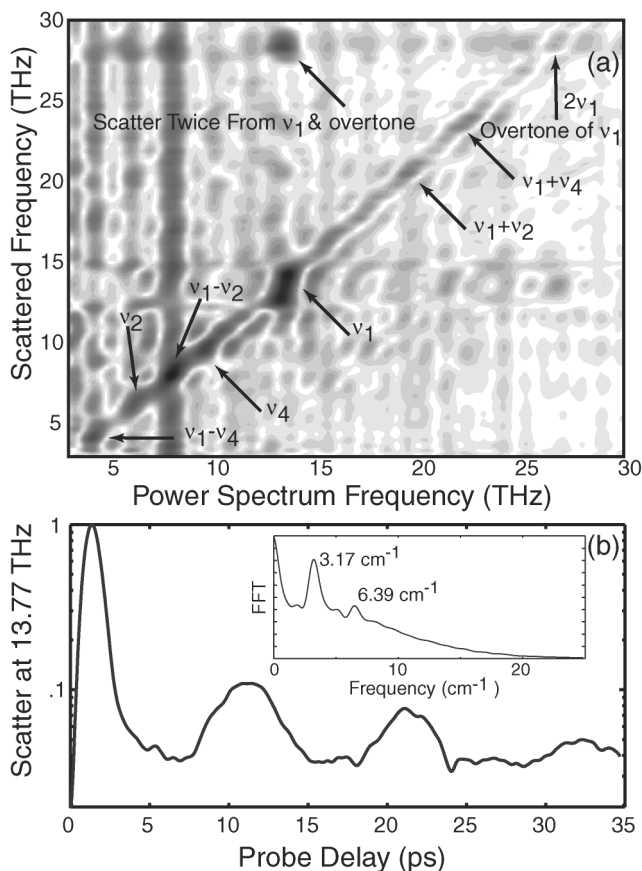 (a)
30
25
20
15
10
5
Scattered Frequency (THz)
Scatter Twice From ν1 & overtone
2ν1
Overtone of ν1
ν1+ν4
ν1+ν2
ν1-ν2
ν2
ν1
ν4
ν1-ν4
5
10
15
20
25
30
Power Spectrum Frequency (THz)
(b)
1
.1
Scatter at 13.77 THz
3.17 cm-1
6.39 cm-1
FFT
0
10
20
Frequency (cm-1 )
0
5
10
15
20
25
30
35
Probe Delay (ps)